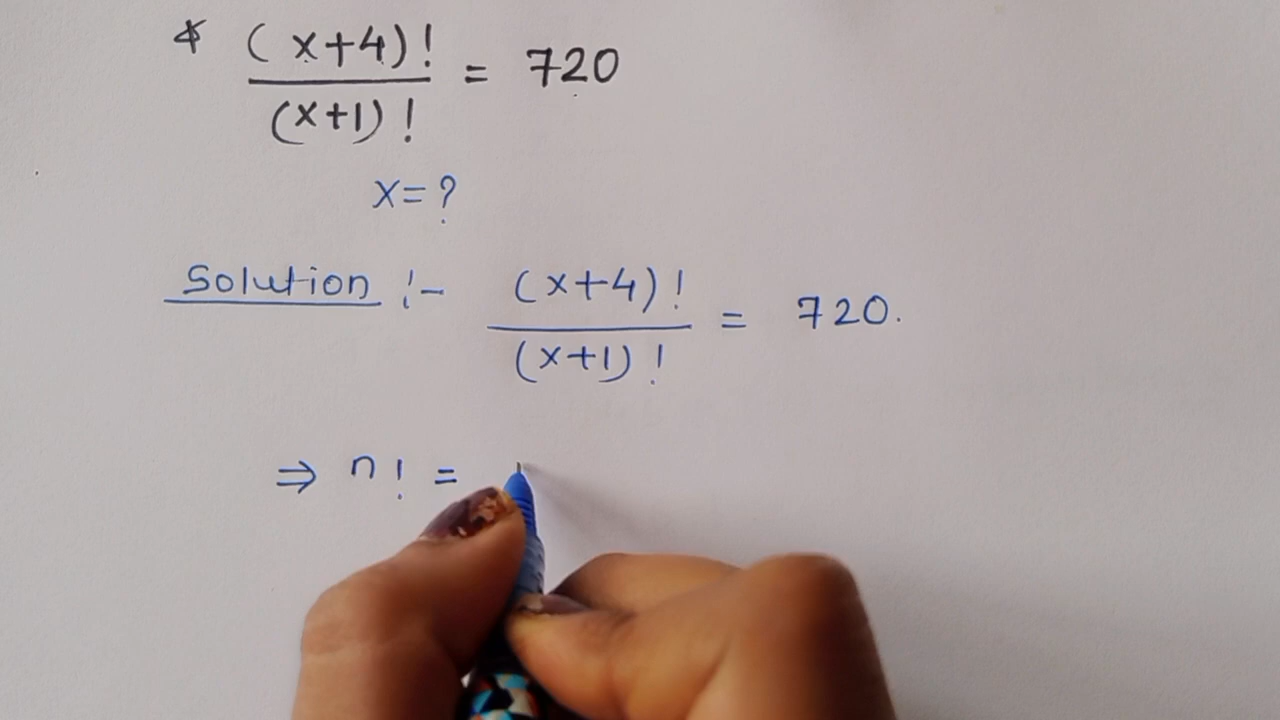 * (x+4)! / (x+1)! = 720
x=?
Solution :- (x+4)! / (x+1)! = 720.
⇒ n! =